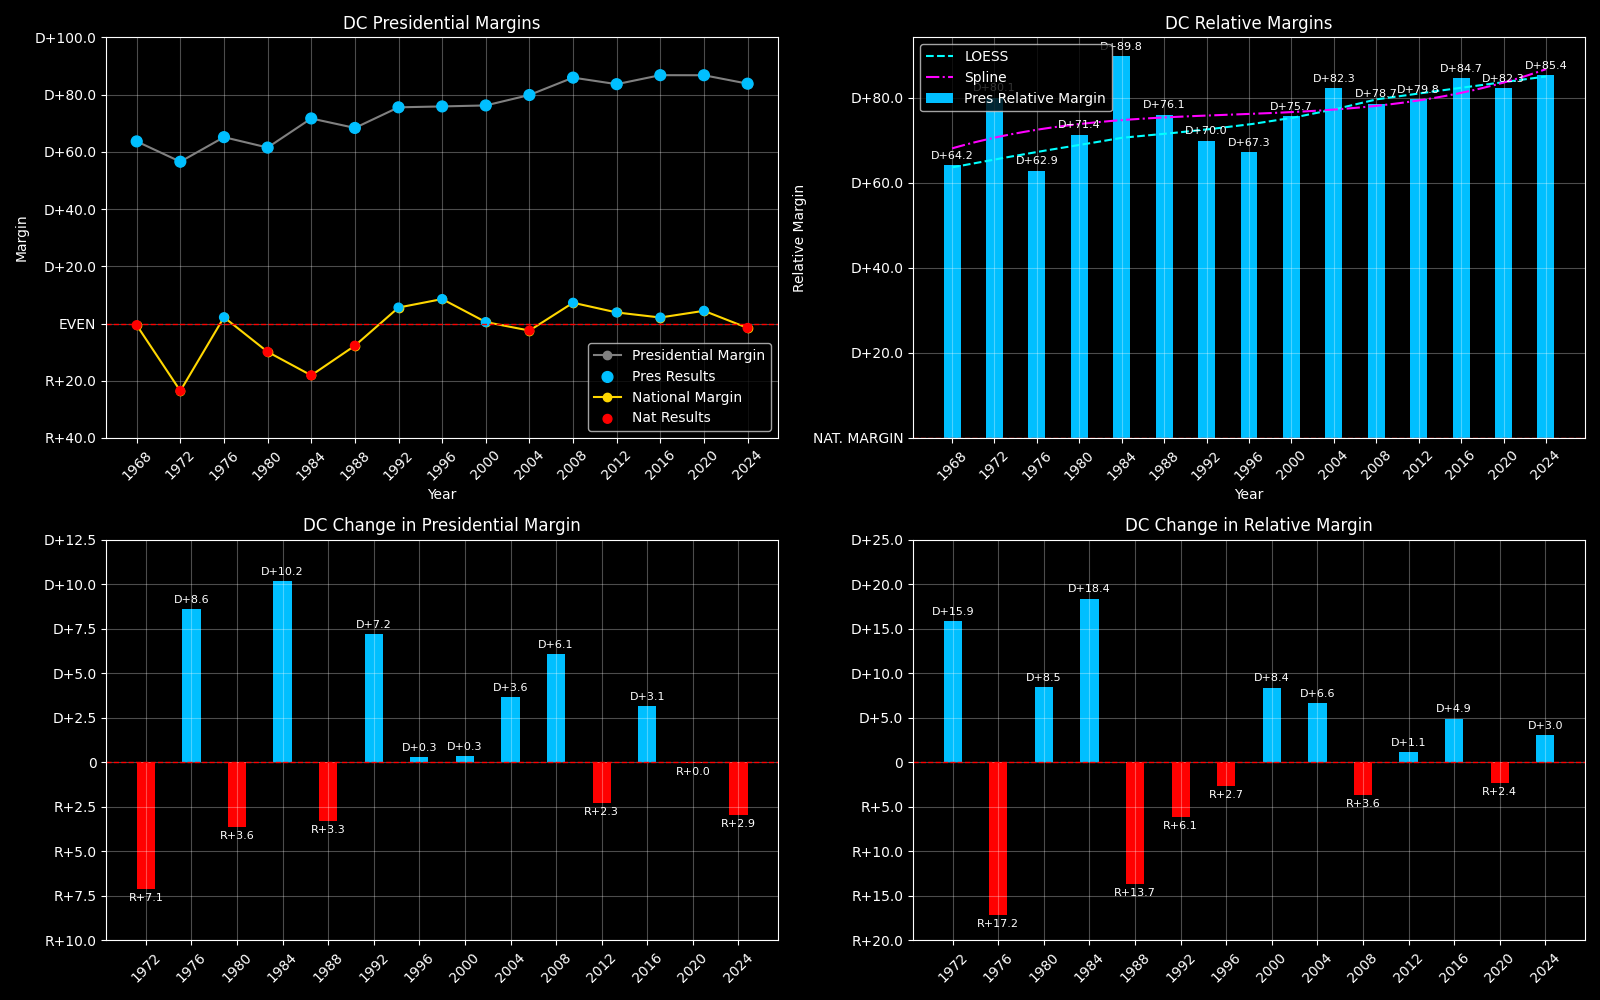 DC Presidential Margins
D+100.0
D+80.0
D+60.0
D+40.0
D+20.0
EVEN
R+20.0
R+40.0
Margin
Presidential Margin
Pres Results
National Margin
Nat Results
1968 1972 1976 1980 1984 1988 1992 1996 2000 2004 2008 2012 2016 2020 2024
Year
DC Relative Margins
LOESS
Spline
Pres Relative Margin
D+80.0
D+60.0
D+40.0
D+20.0
NAT. MARGIN
Relative Margin
D+64.2 D+80.1 D+62.9 D+71.4 D+89.8 D+76.1 D+70.0 D+67.3 D+75.7 D+82.3 D+78.7 D+79.8 D+84.7 D+82.3 D+85.4
1968 1972 1976 1980 1984 1988 1992 1996 2000 2004 2008 2012 2016 2020 2024
Year
DC Change in Presidential Margin
D+12.5
D+10.0
D+7.5
D+5.0
D+2.5
0
R+2.5
R+5.0
R+7.5
R+10.0
R+7.1 D+8.6 R+3.6 D+10.2 R+3.3 D+7.2 D+0.3 D+0.3 D+3.6 D+6.1 R+2.3 D+3.1 R+0.0 R+2.9
1972 1976 1980 1984 1988 1992 1996 2000 2004 2008 2012 2016 2020 2024
DC Change in Relative Margin
D+25.0
D+20.0
D+15.0
D+10.0
D+5.0
0
R+5.0
R+10.0
R+15.0
R+20.0
D+15.9 R+17.2 D+8.5 D+18.4 R+13.7 R+6.1 R+2.7 D+8.4 D+6.6 R+3.6 D+1.1 D+4.9 R+2.4 D+3.0
1972 1976 1980 1984 1988 1992 1996 2000 2004 2008 2012 2016 2020 2024